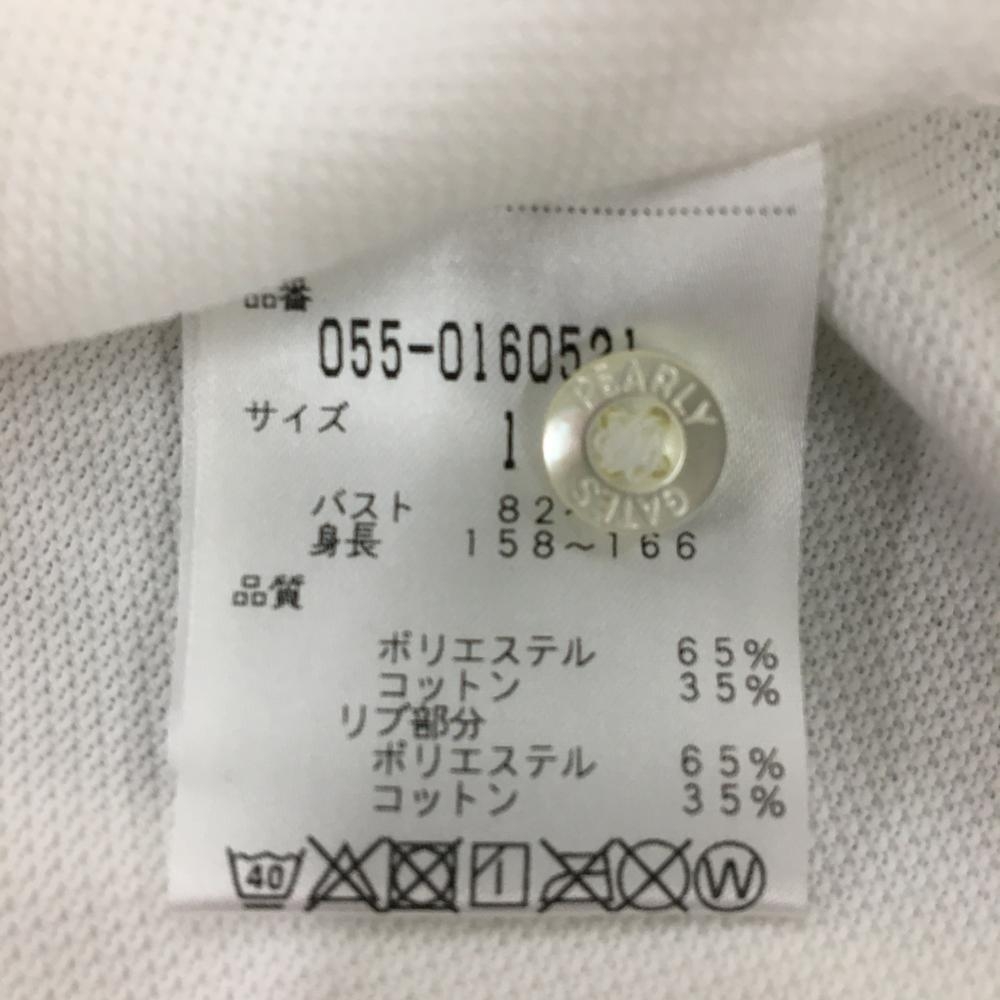 品番
055-0160521
サイズ
1
バスト 82
身長 158~166
品質
ポリエステル 65%
コットン 35%
リブ部分
ポリエステル 65%
コットン 35%
40 W
PEARLY
GATES